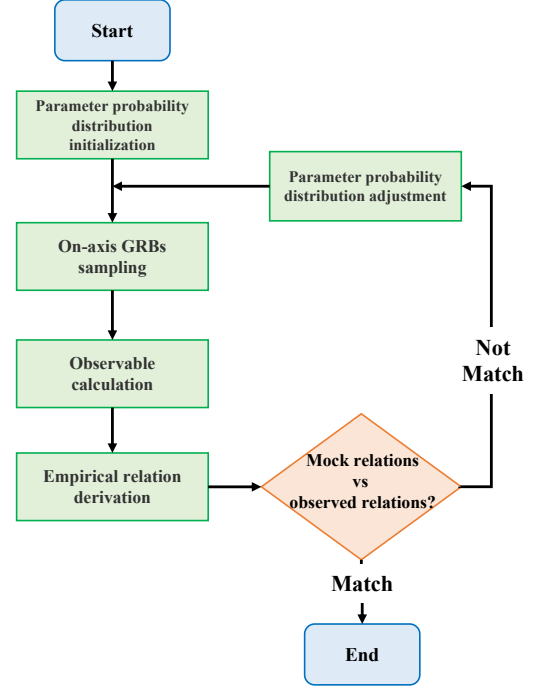 Start
Parameter probability
distribution
initialization
Parameter probability
distribution adjustment
On-axis GRBs
sampling
Observable
calculation
Not
Match
Empirical relation
derivation
Mock relations
vs
observed relations?
Match
End